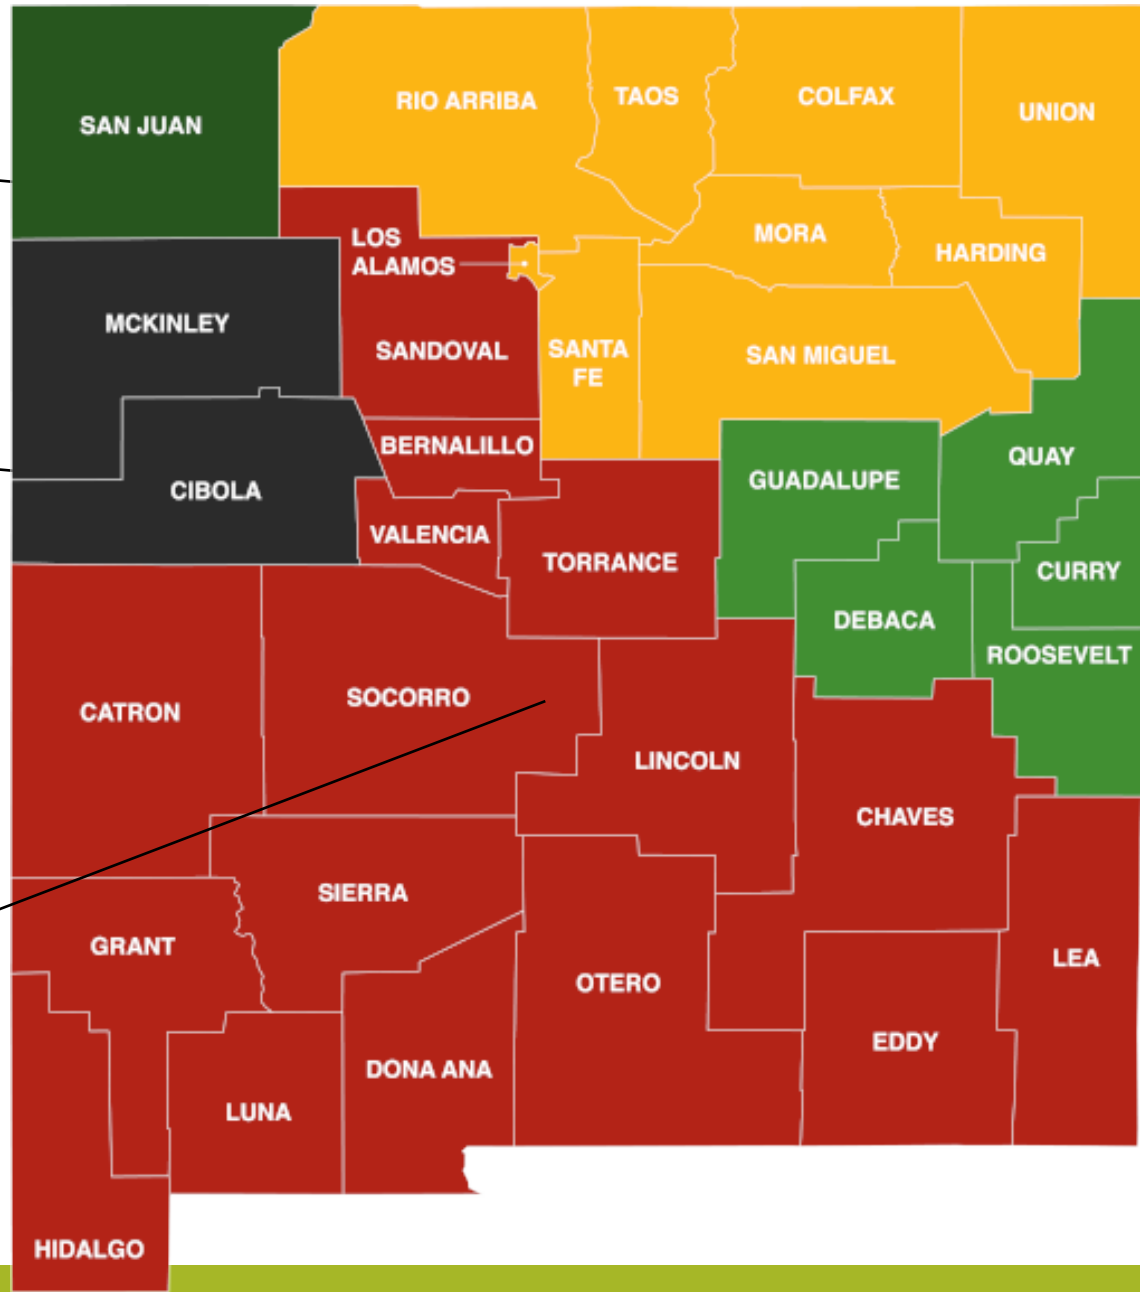 RIO ARRIBA
TAOS
COLFAX
UNION
SAN JUAN
LOS
ALAMOS
MORA
HARDING
MCKINLEY
SANDOVAL
SANTA
FE
SAN MIGUEL
BERNALILLO
QUAY
CIBOLA
GUADALUPE
VALENCIA
TORRANCE
CURRY
DEBACA
ROOSEVELT
CATRON
SOCORRO
LINCOLN
CHAVES
SIERRA
GRANT
LEA
OTERO
EDDY
DONA ANA
LUNA
HIDALGO